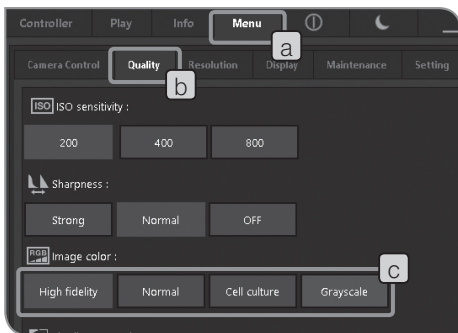 Controller Play Info Menu
a
Camera Control Quality Resolution Display Maintenance Setting
b
ISO ISO sensitivity :
200 400 800
Sharpness :
Strong Normal OFF
RGB Image color :
c
High fidelity Normal Cell culture Grayscale